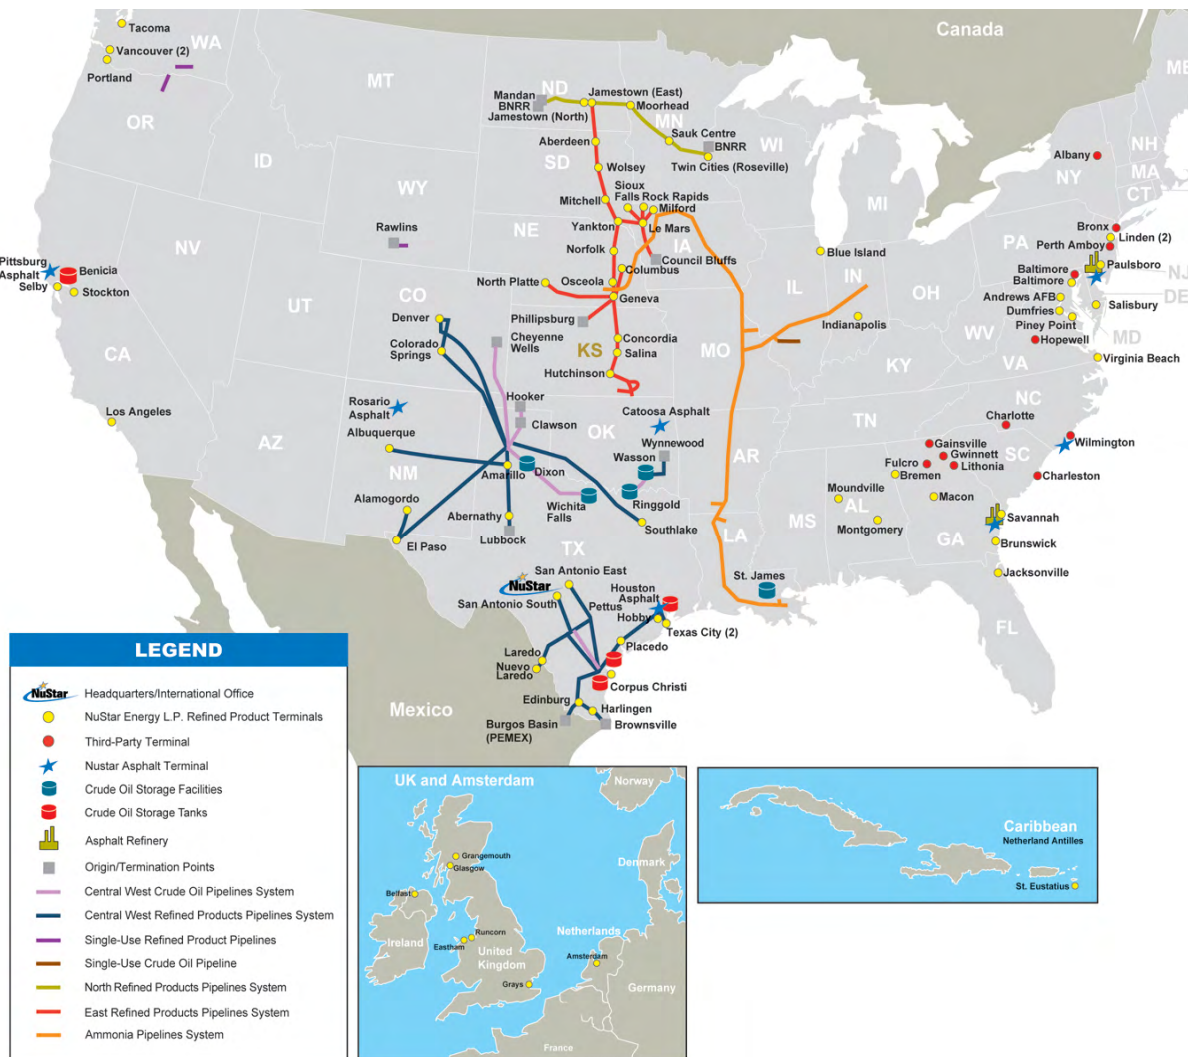 Canada
Tacoma
WA
Vancouver (2)
Portland
MT
ND
Mandan
BNRR
Jamestown (North)
Jamestown (East)
Moorhead
MN
Sauk Centre
BNRR
Twin Cities (Roseville)
WI
ME
NH
Albany
NY
MA
CT
OR
ID
Aberdeen
SD
Wolsey
WY
Sioux
Falls
Rock Rapids
Milford
Mitchell
MI
Rawlins
NE
Yankton
Le Mars
IA
Bronx
Linden (2)
PA
Perth Amboy
NV
Norfolk
Council Bluffs
Blue Island
Pittsburg
Asphalt
Selby
Benicia
Stockton
Columbus
Baltimore
Baltimore
Paulsboro
NJ
DE
UT
CO
North Platte
Osceola
Geneva
IL
IN
OH
Andrews AFB
Dumfries
Piney Point
Salisbury
Denver
Phillipsburg
Indianapolis
WV
MD
Hopewell
Colorado
Springs
Cheyenne
Wells
KS
Concordia
Salina
MO
CA
KY
VA
Virginia Beach
Hutchinson
Rosario
Asphalt
Hooker
NC
Los Angeles
Catoosa Asphalt
TN
Charlotte
Albuquerque
Clawson
OK
Wynnewood
AZ
Wasson
AR
Gainsville
Gwinnett
Lithonia
SC
Wilmington
NM
Amarillo
Dixon
Fulcro
Bremen
Charleston
Alamogordo
Moundville
AL
Macon
Abernathy
Wichita
Falls
Ringgold
MS
Montgomery
Savannah
El Paso
Lubbock
Southlake
TX
LA
GA
Brunswick
San Antonio East
NuStar
San Antonio South
Houston
Asphalt
St. James
Jacksonville
Pettus
Hobby
Texas City (2)
FL
Placedo
Laredo
Nuevo
Laredo
Corpus Christi
Mexico
Edinburg
Harlingen
Burgos Basin
(PEMEX)
Brownsville
LEGEND
NuStar
Headquarters/International Office
NuStar Energy L.P. Refined Product Terminals
Third-Party Terminal
Nustar Asphalt Terminal
Crude Oil Storage Facilities
Crude Oil Storage Tanks
Asphalt Refinery
Origin/Termination Points
Central West Crude Oil Pipelines System
Central West Refined Products Pipelines System
Single-Use Refined Product Pipelines
Single-Use Crude Oil Pipeline
North Refined Products Pipelines System
East Refined Products Pipelines System
Ammonia Pipelines System
UK and Amsterdam
Norway
Grangemouth
Glasgow
Denmark
Belfast
Ireland
Runcorn
Eastham
United
Kingdom
Netherlands
Amsterdam
Grays
Germany
France
Caribbean
Netherland Antilles
St. Eustatius